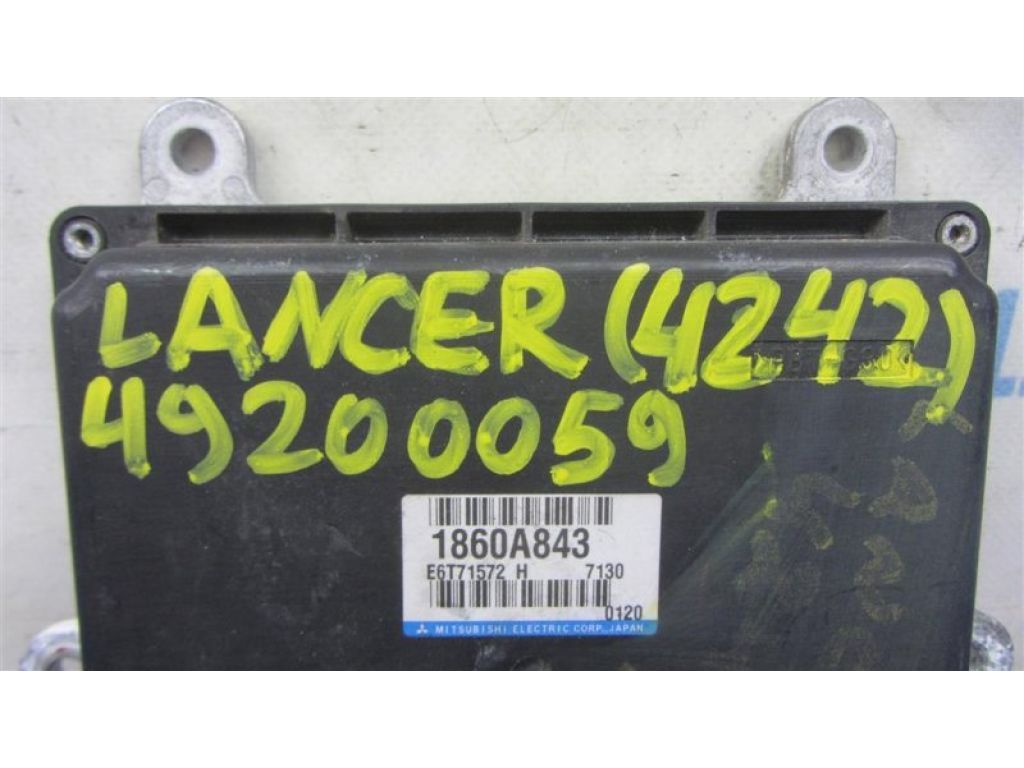 LANCER (4242)
49200059
1860A843
E6T71572 H 7130
0120
MITSUBISHI ELECTRIC CORP. JAPAN